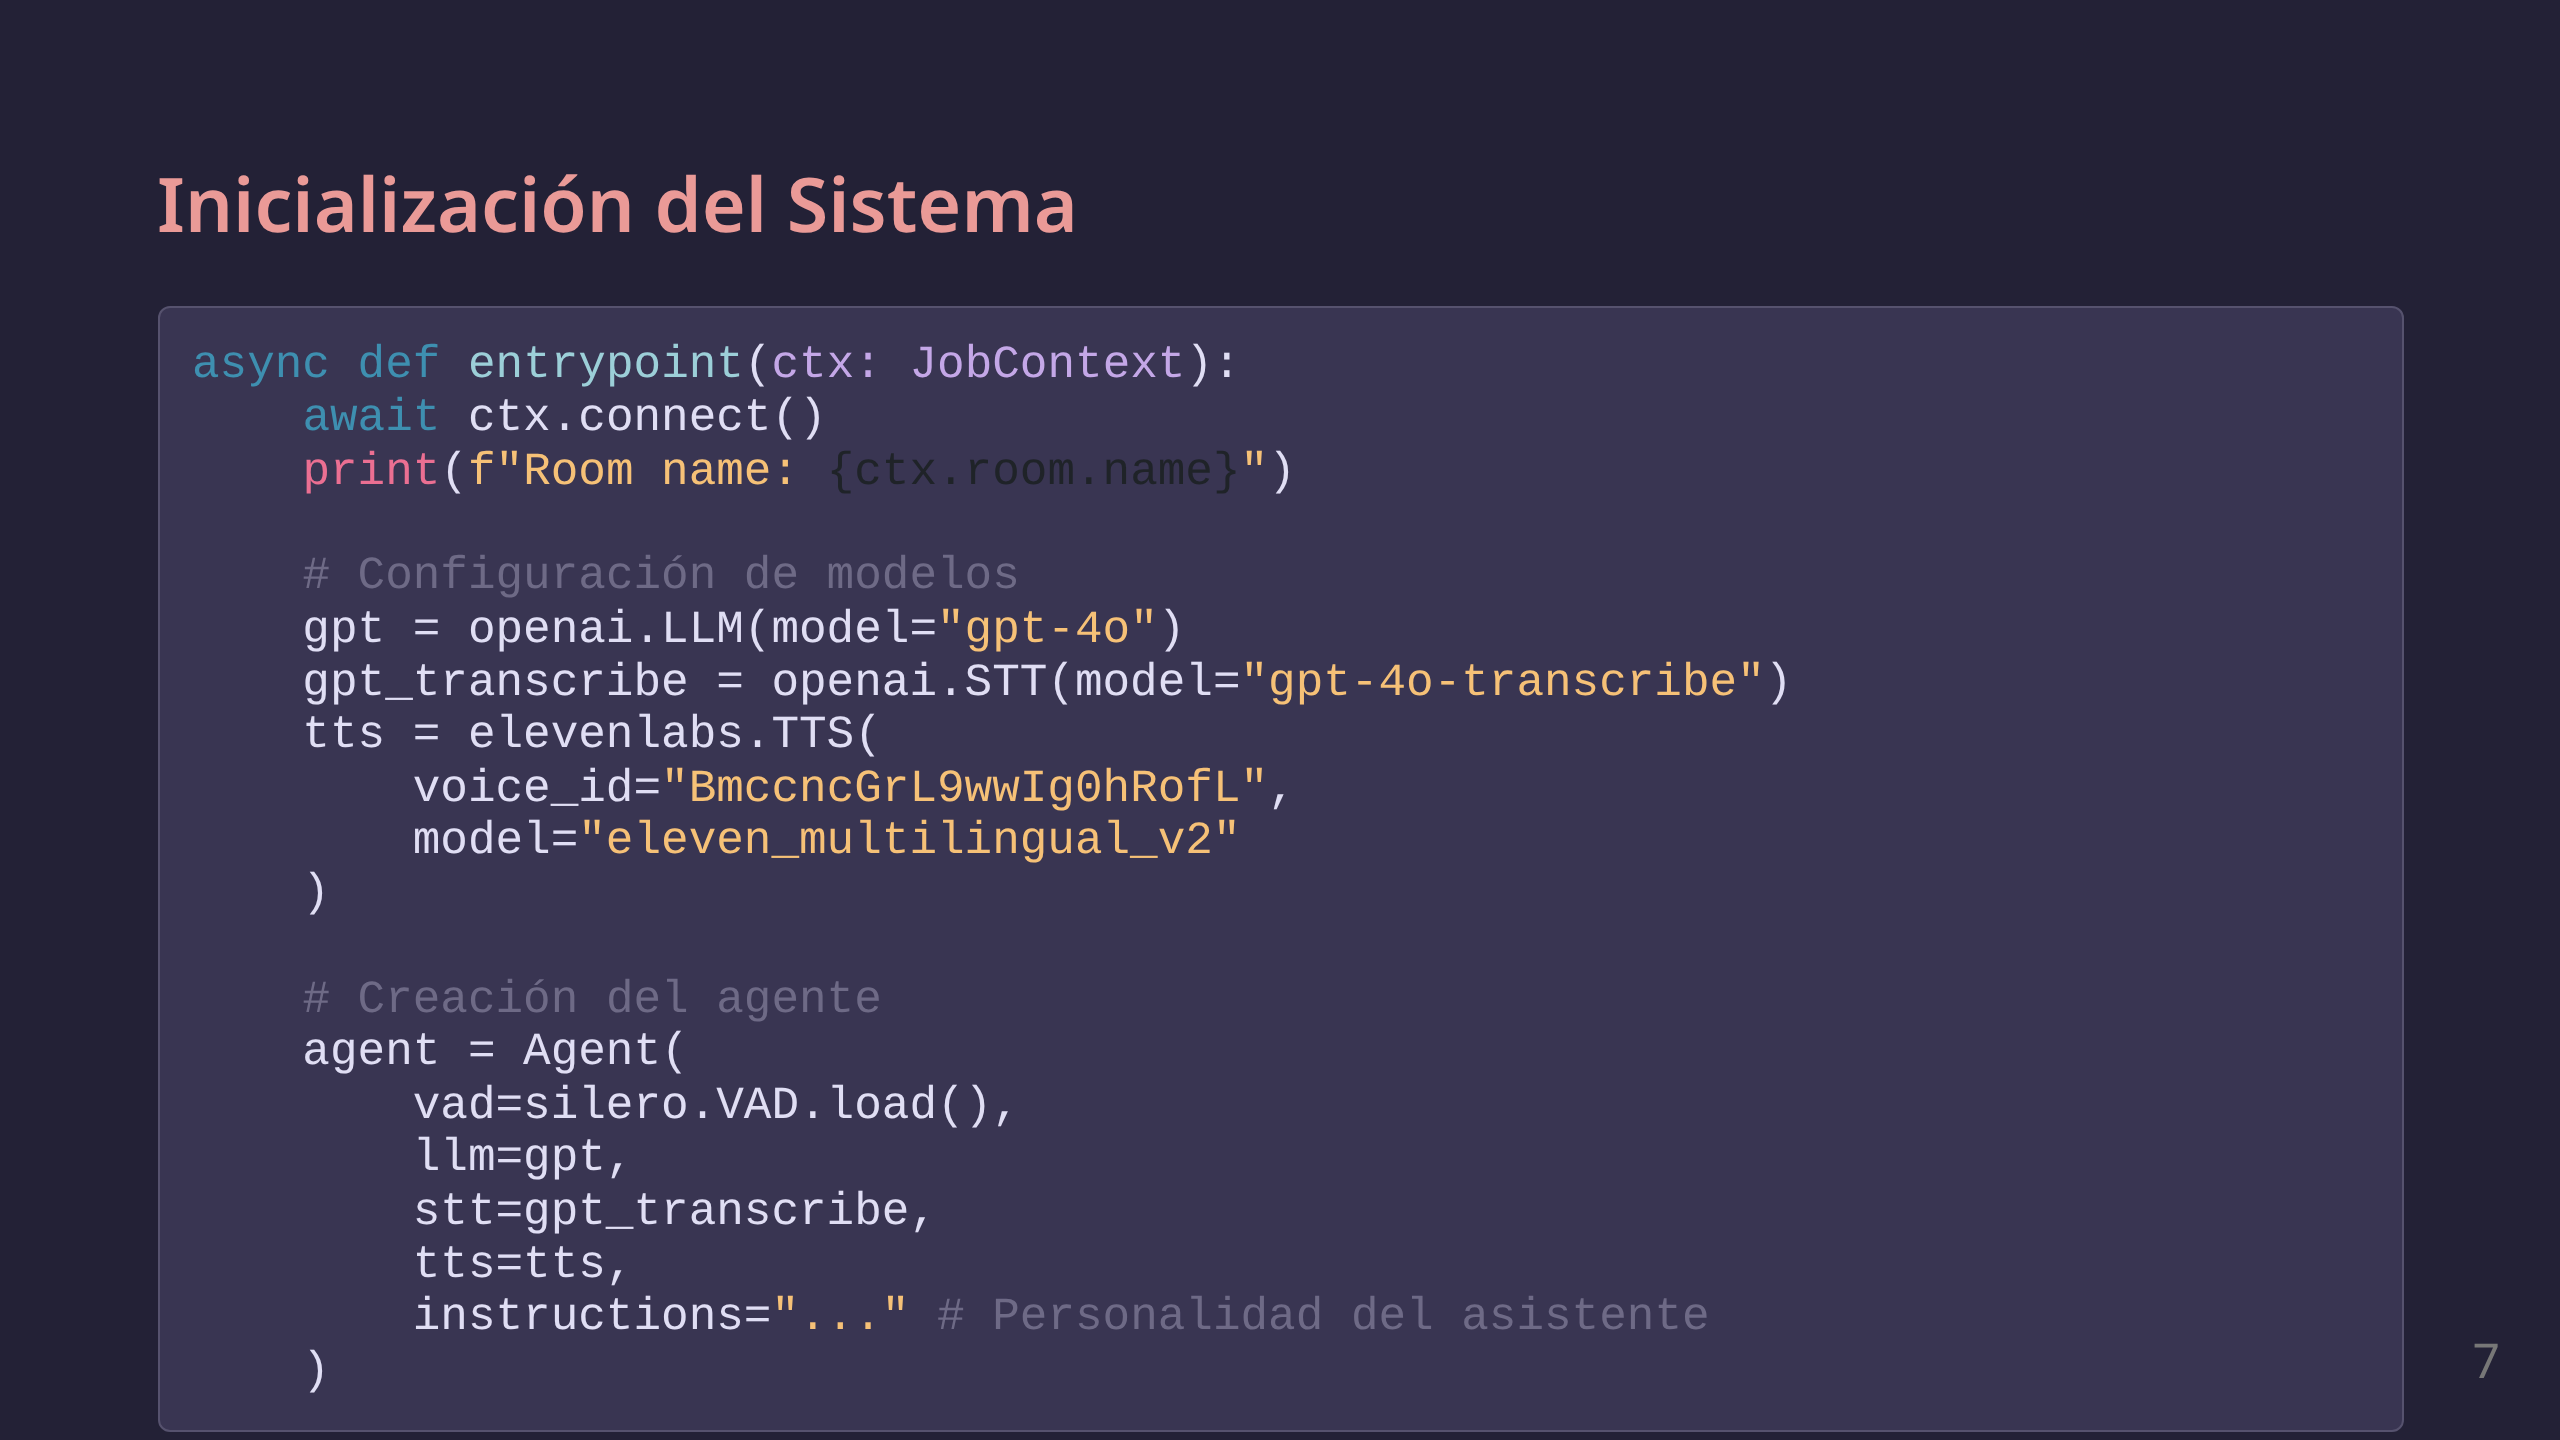 Inicialización del Sistema
async def entrypoint(ctx: JobContext):
    await ctx.connect()
    print(f"Room name: {ctx.room.name}")

    # Configuración de modelos
    gpt = openai.LLM(model="gpt-4o")
    gpt_transcribe = openai.STT(model="gpt-4o-transcribe")
    tts = elevenlabs.TTS(
        voice_id="BmccncGrL9wwIg0hRofL",
        model="eleven_multilingual_v2"
    )

    # Creación del agente
    agent = Agent(
        vad=silero.VAD.load(),
        llm=gpt,
        stt=gpt_transcribe,
        tts=tts,
        instructions="..." # Personalidad del asistente
    )
7